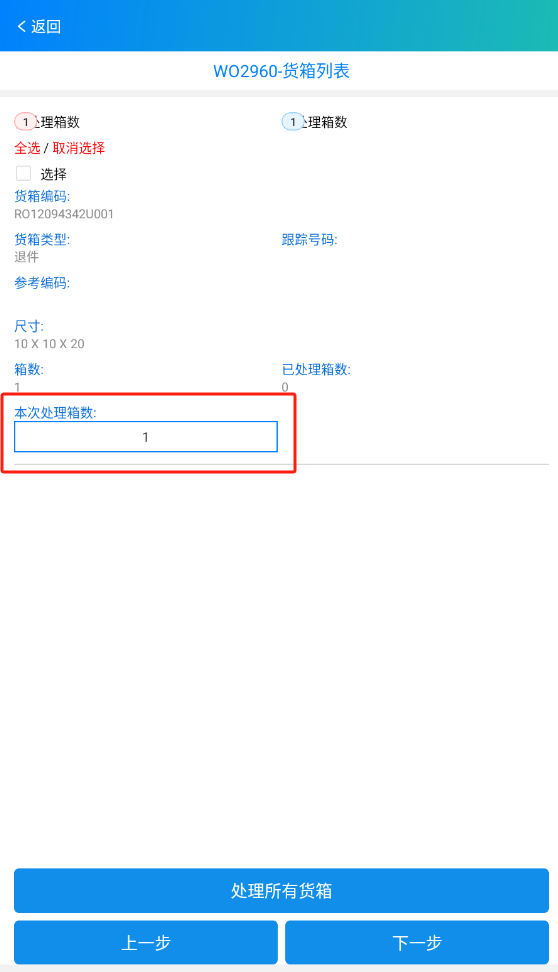 返回
WO2960-货箱列表
1 处理箱数
1 处理箱数
全选 / 取消选择
选择
货箱编码:
RO12094342U001
货箱类型:
跟踪号码:
退件
参考编码:
尺寸:
10 X 10 X 20
箱数:
已处理箱数:
1
0
本次处理箱数:
1
处理所有货箱
上一步
下一步